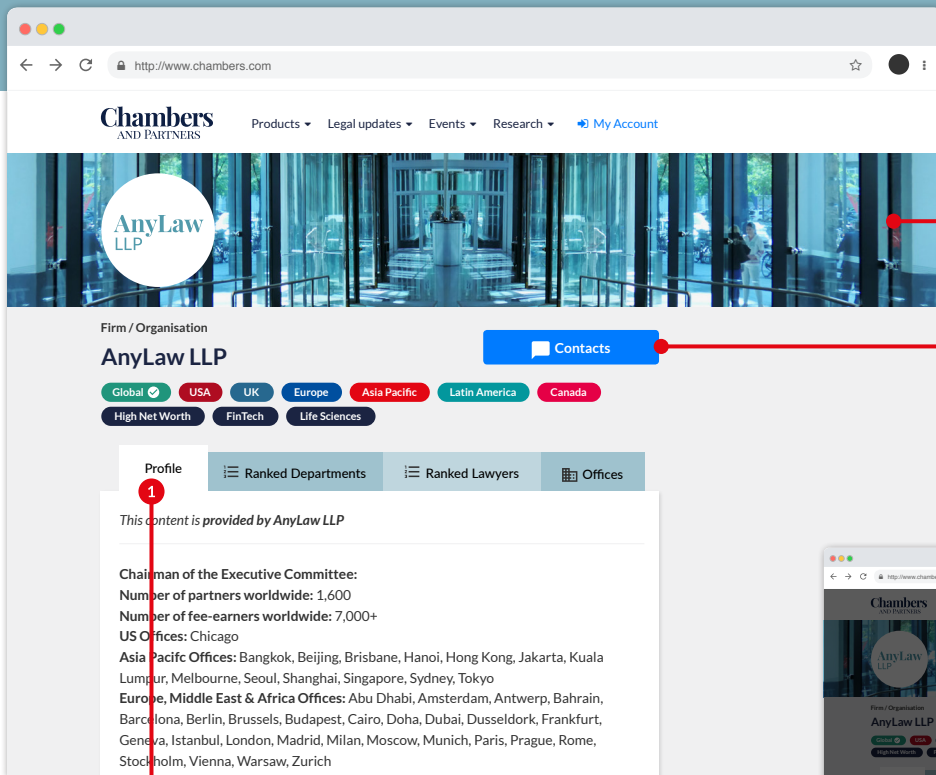 http://www.chambers.com
Chambers
AND PARTNERS
Products Legal updates Events Research My Account
AnyLaw
LLP
Firm / Organisation
AnyLaw LLP
Contacts
Global USA UK Europe Asia Pacific Latin America Canada
High Net Worth FinTech Life Sciences
Profile Ranked Departments Ranked Lawyers Offices
1
This content is provided by AnyLaw LLP
Chairman of the Executive Committee:
Number of partners worldwide: 1,600
Number of fee-earners worldwide: 7,000+
US Offices: Chicago
Asia Pacifc Offices: Bangkok, Beijing, Brisbane, Hanoi, Hong Kong, Jakarta, Kuala
Lumpur, Melbourne, Seoul, Shanghai, Singapore, Sydney, Tokyo
Europe, Middle East & Africa Offices: Abu Dhabi, Amsterdam, Antwerp, Bahrain,
Barcelona, Berlin, Brussels, Budapest, Cairo, Doha, Dubai, Dusseldork, Frankfurt,
Geneva, Istanbul, London, Madrid, Milan, Moscow, Munich, Paris, Prague, Rome,
Stockholm, Vienna, Warsaw, Zurich
Chambers
AND PARTNERS
AnyLaw
LLP
Firm / Organisation
AnyLaw LLP
Global USA
High Net Worth